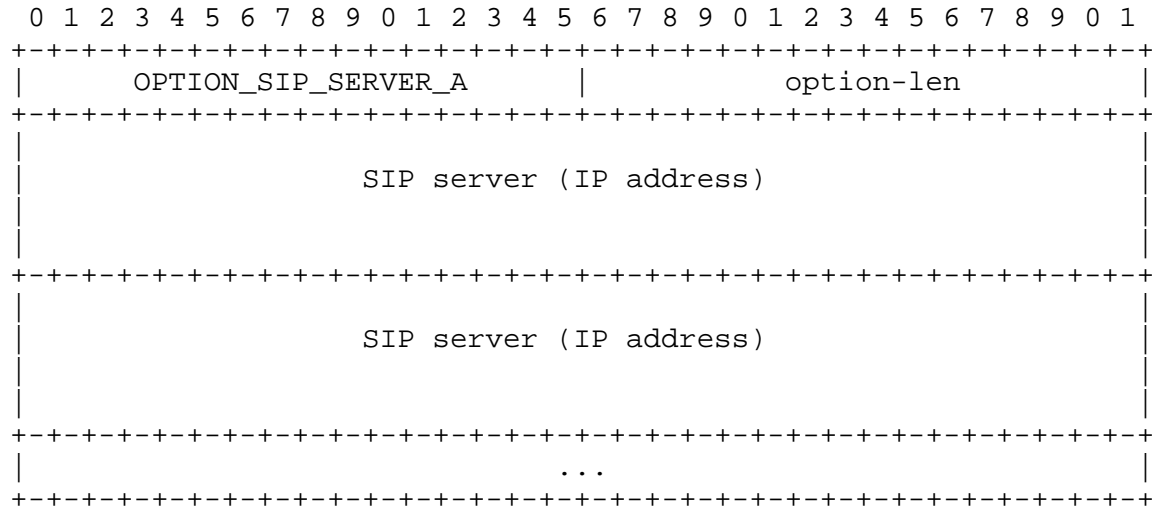 0 1 2 3 4 5 6 7 8 9 0 1 2 3 4 5 6 7 8 9 0 1 2 3 4 5 6 7 8 9 0 1
+-+-+-+-+-+-+-+-+-+-+-+-+-+-+-+-+-+-+-+-+-+-+-+-+-+-+-+-+-+-+-+-+
|      OPTION_SIP_SERVER_A      |           option-len          |
+-+-+-+-+-+-+-+-+-+-+-+-+-+-+-+-+-+-+-+-+-+-+-+-+-+-+-+-+-+-+-+-+
|                                                               |
|                   SIP server (IP address)                     |
|                                                               |
|                                                               |
+-+-+-+-+-+-+-+-+-+-+-+-+-+-+-+-+-+-+-+-+-+-+-+-+-+-+-+-+-+-+-+-+
|                                                               |
|                   SIP server (IP address)                     |
|                                                               |
|                                                               |
+-+-+-+-+-+-+-+-+-+-+-+-+-+-+-+-+-+-+-+-+-+-+-+-+-+-+-+-+-+-+-+-+
|                              ...                              |
+-+-+-+-+-+-+-+-+-+-+-+-+-+-+-+-+-+-+-+-+-+-+-+-+-+-+-+-+-+-+-+-+